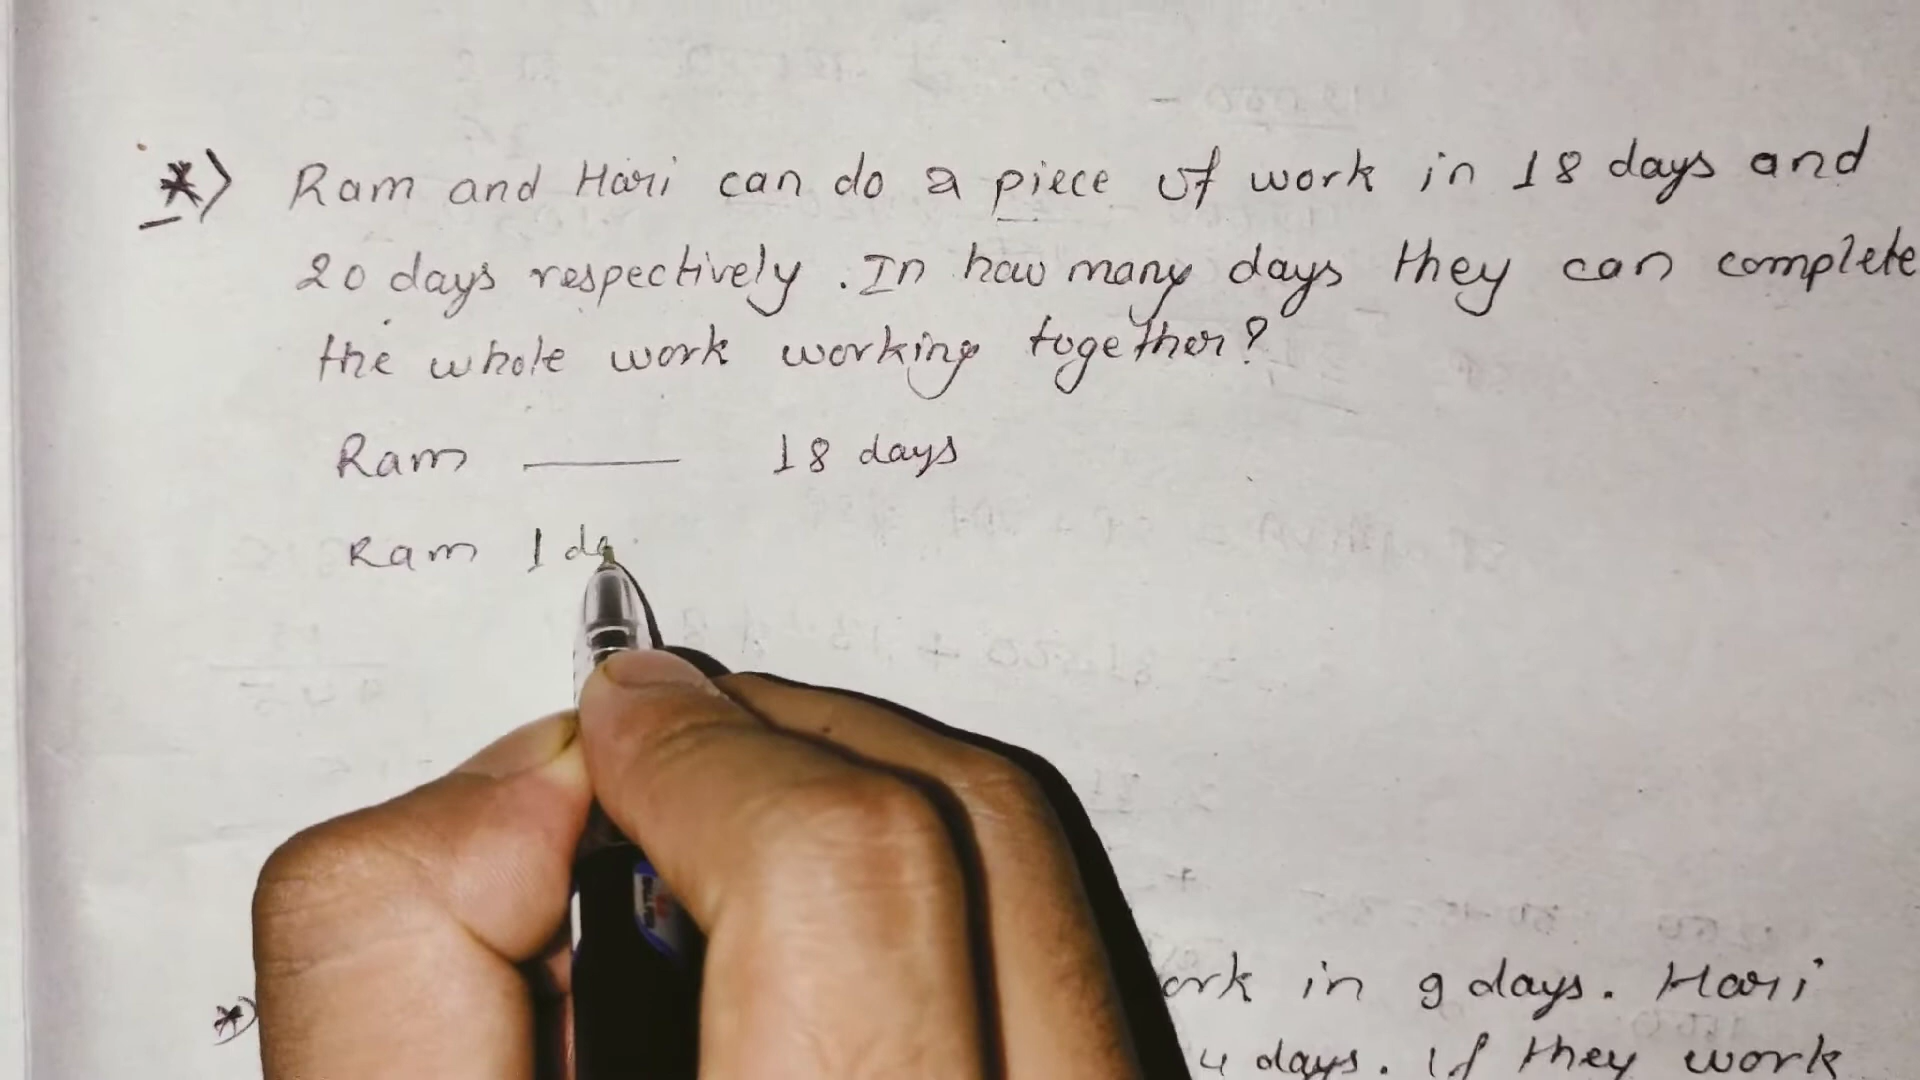 *) Ram and Hari can do a piece of work in 18 days and
20 days respectively. In how many days they can complete
the whole work working together?
Ram —— 18 days
Ram 1 da
*) ork in 9 days. Hari
4 days. If they work